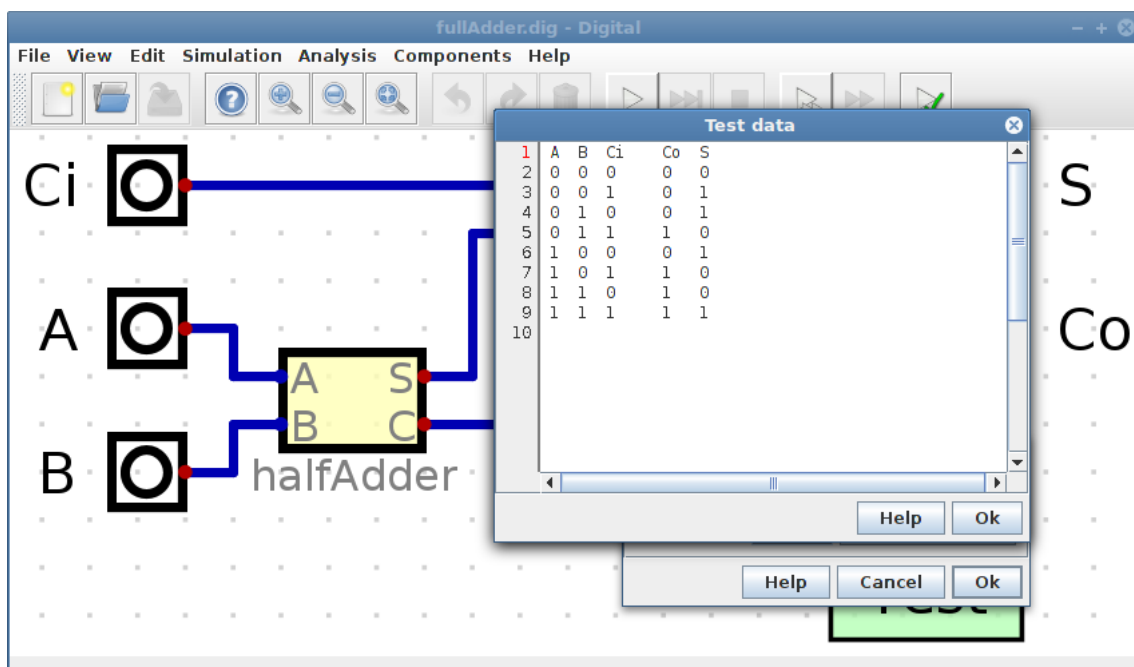 fullAdder.dig - Digital
File View Edit Simulation Analysis Components Help
Test data
1 A B Ci Co S
2 0 0 0 0 0
3 0 0 1 0 1
4 0 1 0 0 1
5 0 1 1 1 0
6 1 0 0 0 1
7 1 0 1 1 0
8 1 1 0 1 0
9 1 1 1 1 1
10
Help Ok
Help Cancel Ok
Ci
S
A
Co
A S
B C
B
halfAdder